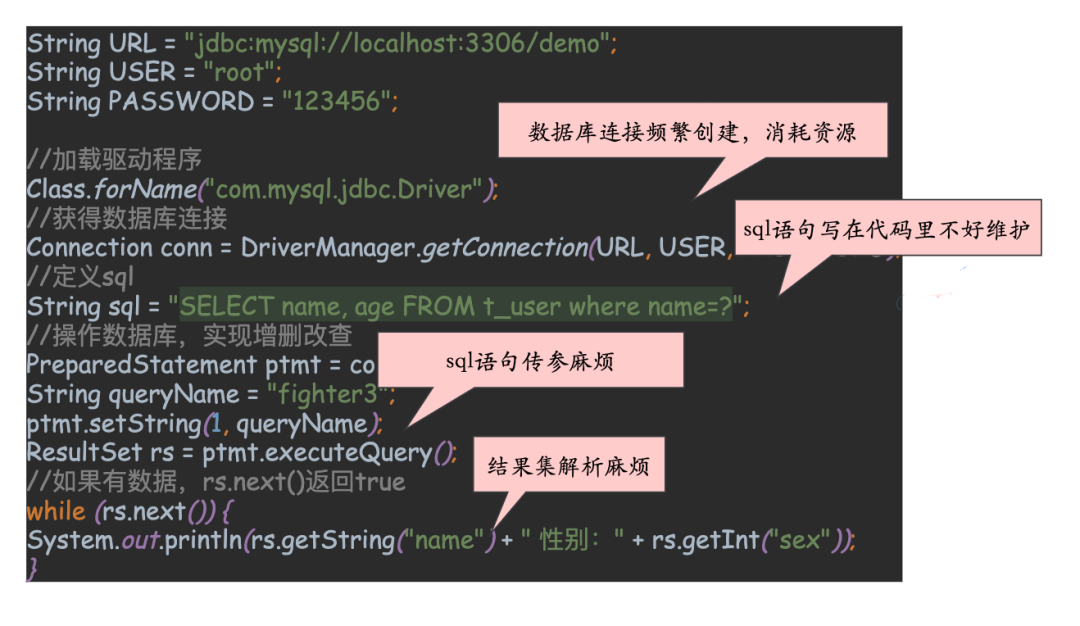 String URL = "jdbc:mysql://localhost:3306/demo";
String USER = "root";
String PASSWORD = "123456";
数据库连接频繁创建，消耗资源
//加载驱动程序
Class.forName("com.mysql.jdbc.Driver");
//获得数据库连接
sql语句写在代码里不好维护
Connection conn = DriverManager.getConnection(URL, USER,
//定义sql
String sql = "SELECT name, age FROM t_user where name=?";
//操作数据库，实现增删改查
sql语句传参麻烦
PreparedStatement ptmt = co
String queryName = "fighter3";
ptmt.setString(1, queryName);
ResultSet rs = ptmt.executeQuery();
结果集解析麻烦
//如果有数据，rs.next()返回true
while (rs.next()) {
System.out.println(rs.getString("name") + " 性别：" + rs.getInt("sex"));
}